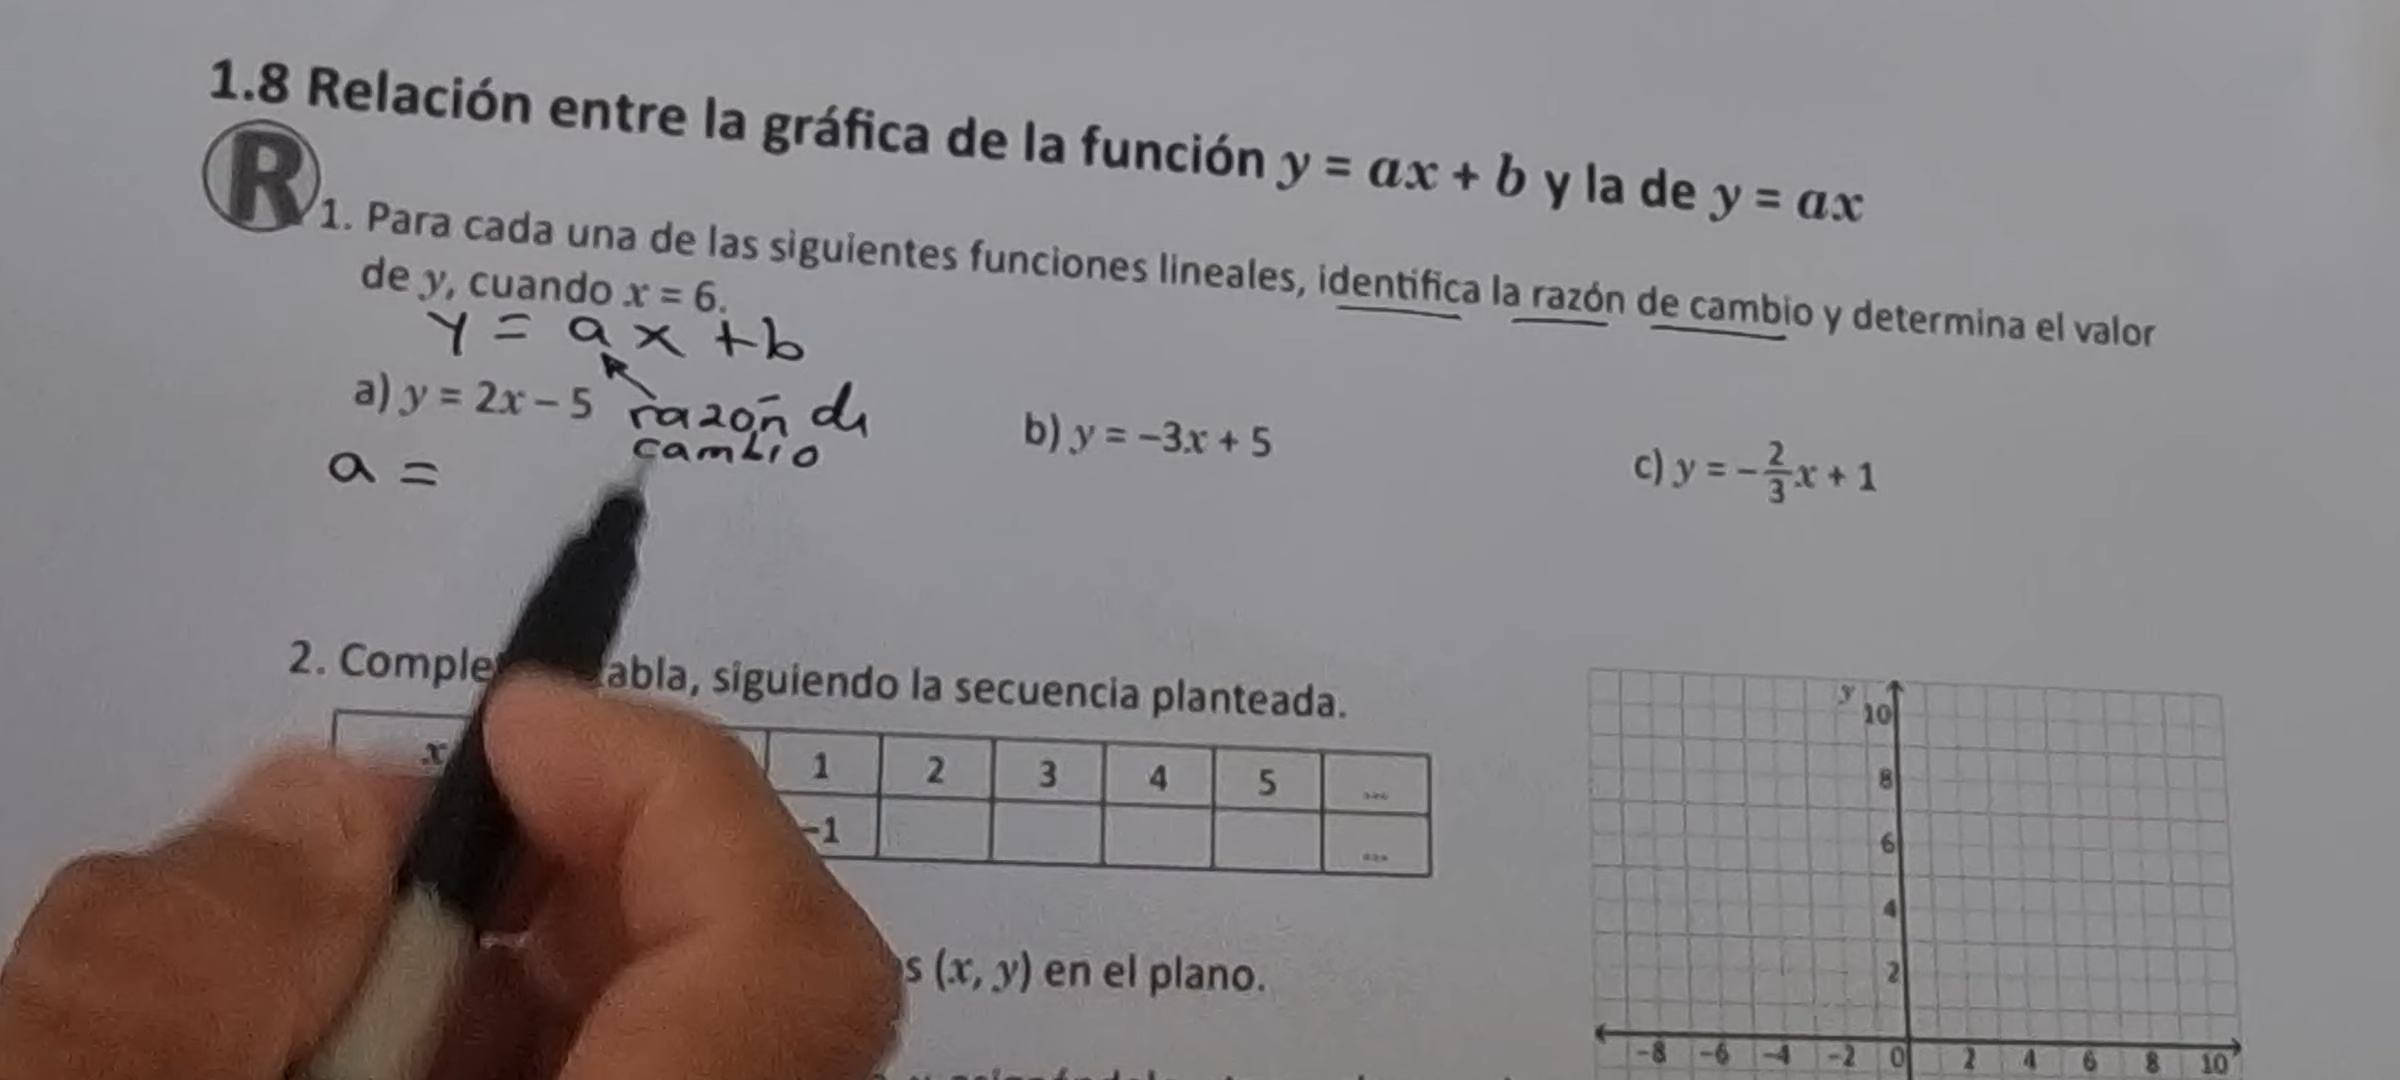 1.8 Relación entre la gráfica de la función y = ax + b y la de y = ax
R
1. Para cada una de las siguientes funciones lineales, identifica la razón de cambio y determina el valor
de y, cuando x = 6.
y = a x + b
a) y = 2x – 5
razón de
cambio
a =
b) y = –3x + 5
c) y = –2/3x + 1
2. abla, siguiendo la secuencia planteada.
x 1 2 3 4 5 ...
–1 ...
(x, y) en el plano.
y
10
8
6
4
2
–8 –6 –4 –2 0 2 4 6 8 10